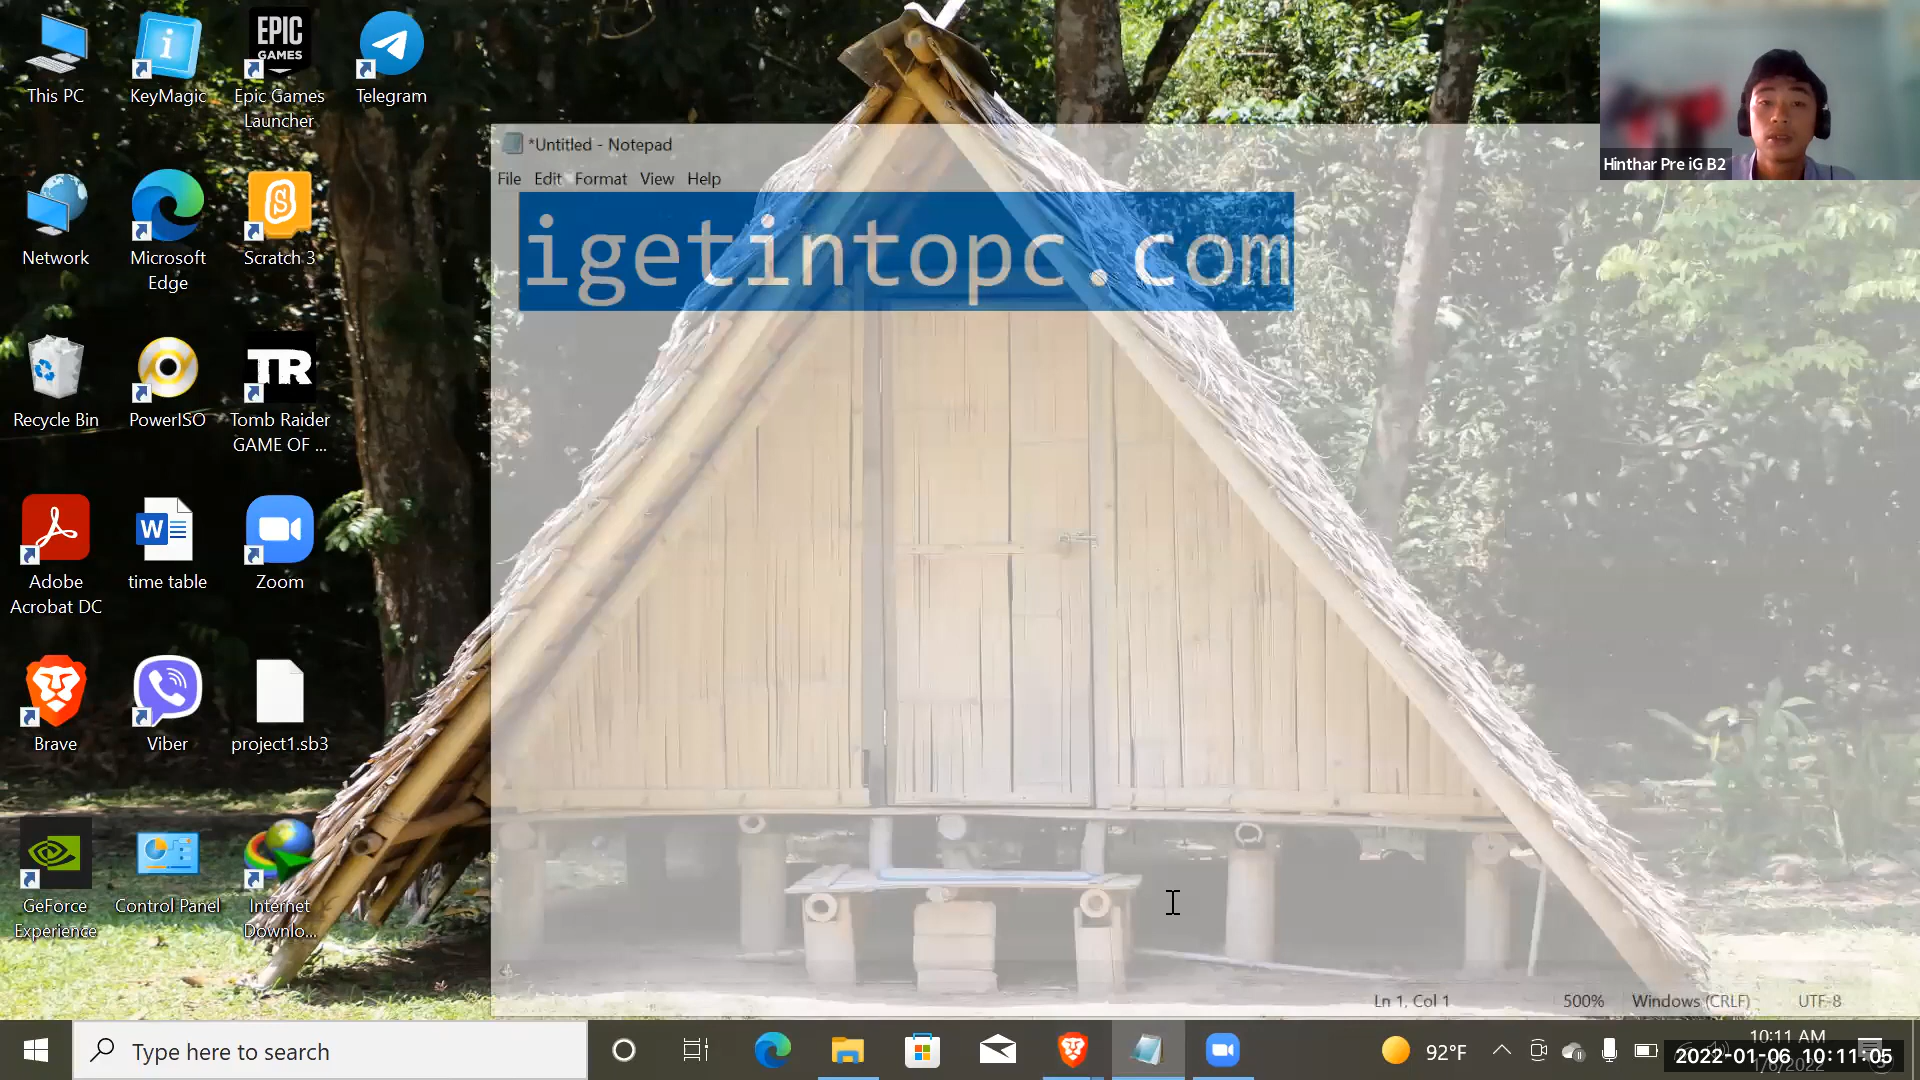 This PC
KeyMagic
EPIC
GAMES
Epic Games
Launcher
Telegram
Network
Microsoft
Edge
Scratch 3
Recycle Bin
PowerISO
TR
Tomb Raider
GAME OF ...
Adobe
Acrobat DC
W
time table
Zoom
Brave
Viber
project1.sb3
GeForce
Experience
Control Panel
Internet
Downlo...
*Untitled - Notepad
File Edit Format View Help
igetintopc.com
Hinthar Pre iG B2
Ln 1, Col 1
500%
Windows (CRLF)
UTF-8
Type here to search
92°F
10:11 AM
1/6/2022
2022-01-06 10:11:05